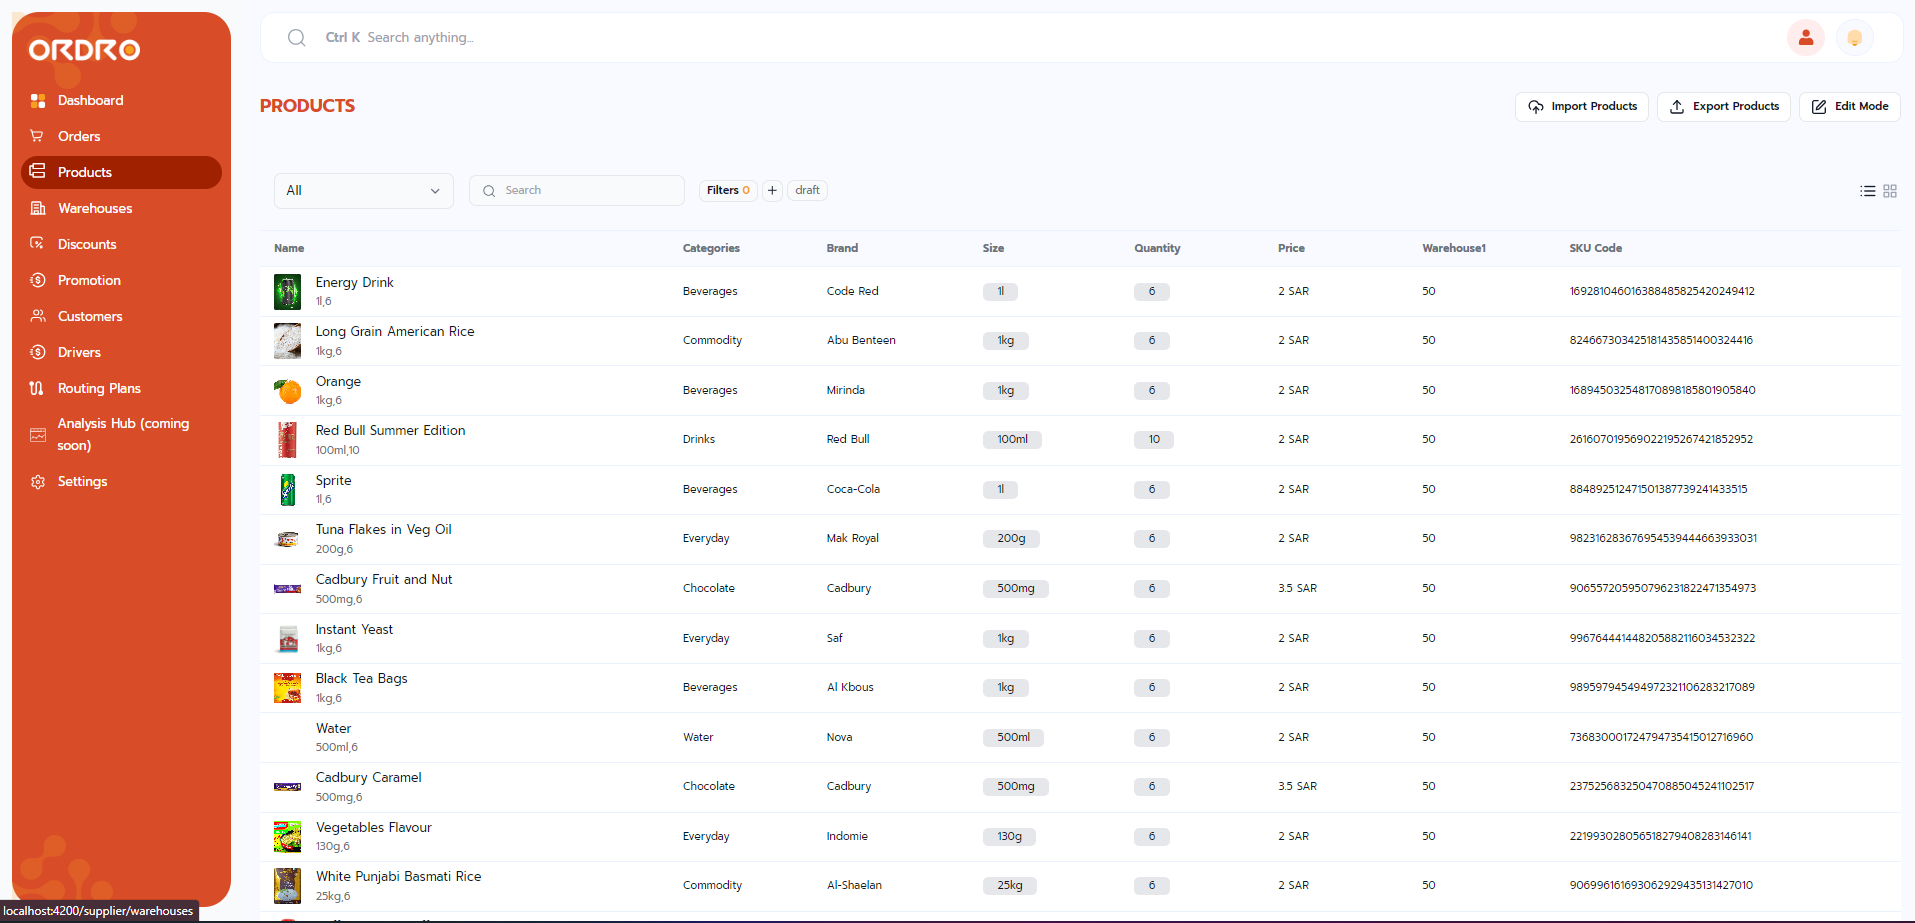 ORDRO
Dashboard
Orders
Products
Warehouses
Discounts
Promotion
Customers
Drivers
Routing Plans
Analysis Hub (coming
soon)
Settings
Ctrl K Search anything...
PRODUCTS
Import Products
Export Products
Edit Mode
All
Search
Filters 0
+
draft
Name Categories Brand Size Quantity Price Warehouse1 SKU Code
Energy Drink
1l,6
Beverages Code Red 1l 6 2 SAR 50 169281046016388485825420249412
Long Grain American Rice
1kg,6
Commodity Abu Benteen 1kg 6 2 SAR 50 824667303425181435851400324416
Orange
1kg,6
Beverages Mirinda 1kg 6 2 SAR 50 168945032548170898185801905840
Red Bull Summer Edition
100ml,10
Drinks Red Bull 100ml 10 2 SAR 50 261607019569022195267421852952
Sprite
1l,6
Beverages Coca-Cola 1l 6 2 SAR 50 884892512471501387739241433515
Tuna Flakes in Veg Oil
200g,6
Everyday Mak Royal 200g 6 2 SAR 50 982316283676954539444663933031
Cadbury Fruit and Nut
500mg,6
Chocolate Cadbury 500mg 6 3.5 SAR 50 906557205950796231822471354973
Instant Yeast
1kg,6
Everyday Saf 1kg 6 2 SAR 50 996764441448205882116034532322
Black Tea Bags
1kg,6
Beverages Al Kbous 1kg 6 2 SAR 50 989597945494972321106283217089
Water
500ml,6
Water Nova 500ml 6 2 SAR 50 736830001724794735415012716960
Cadbury Caramel
500mg,6
Chocolate Cadbury 500mg 6 3.5 SAR 50 237525683250470885045241102517
Vegetables Flavour
130g,6
Everyday Indomie 130g 6 2 SAR 50 221993028056518279408283146141
White Punjabi Basmati Rice
25kg,6
Commodity Al-Shaelan 25kg 6 2 SAR 50 906996161693062929435131427010
localhost:4200/supplier/warehouses